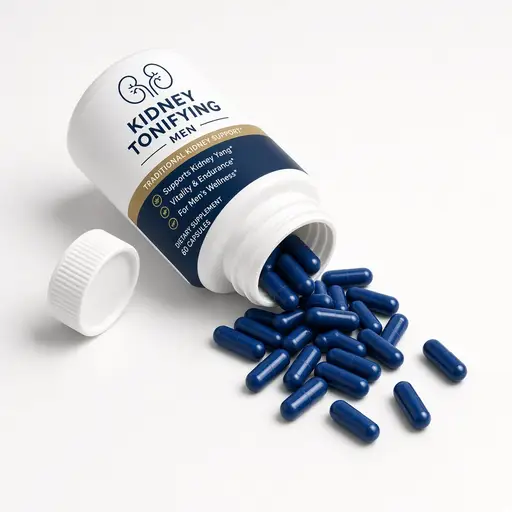 KIDNEY
TONIFYING
MEN
TRADITIONAL KIDNEY SUPPORT*
Supports Kidney Yang*
Vitality & Endurance*
For Men's Wellness*
DIETARY SUPPLEMENT
60 CAPSULES